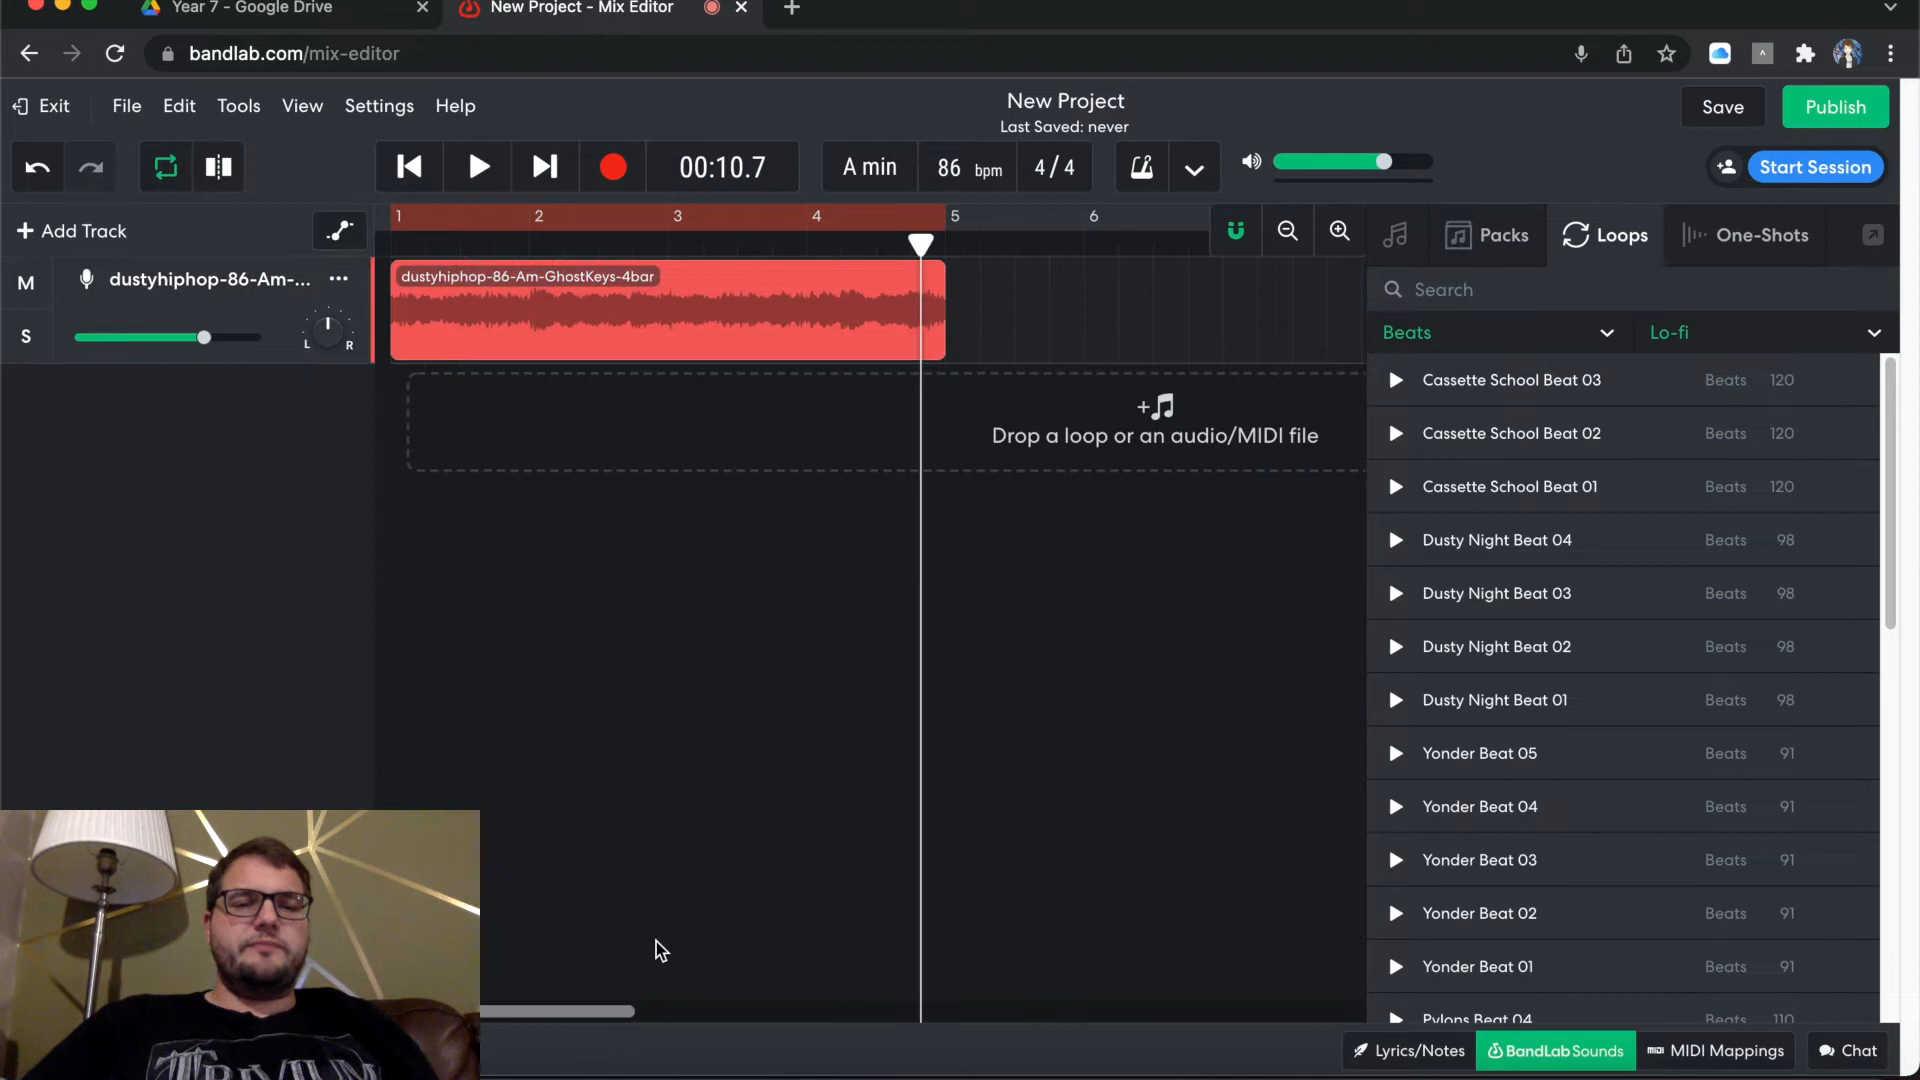 Year 7 - Google Drive
New Project - Mix Editor
bandlab.com/mix-editor
Exit
File
Edit
Tools
View
Settings
Help
New Project
Last Saved: never
Save
Publish
00:10.7
A min
86 bpm
4 / 4
Start Session
+ Add Track
1
2
3
4
5
6
Packs
Loops
One-Shots
M
dustyhiphop-86-Am-...
S
L
R
dustyhiphop-86-Am-GhostKeys-4bar
Drop a loop or an audio/MIDI file
Search
Beats
Lo-fi
Cassette School Beat 03 Beats 120
Cassette School Beat 02 Beats 120
Cassette School Beat 01 Beats 120
Dusty Night Beat 04 Beats 98
Dusty Night Beat 03 Beats 98
Dusty Night Beat 02 Beats 98
Dusty Night Beat 01 Beats 98
Yonder Beat 05 Beats 91
Yonder Beat 04 Beats 91
Yonder Beat 03 Beats 91
Yonder Beat 02 Beats 91
Yonder Beat 01 Beats 91
Pylons Beat 04 Beats 110
TRIVIUM
Lyrics/Notes
BandLab Sounds
MIDI Mappings
Chat